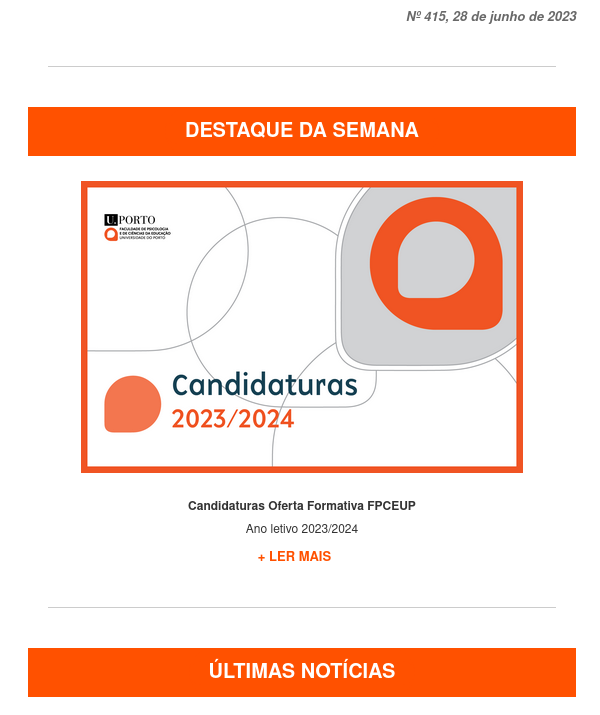 Nº 415, 28 de junho de 2023
DESTAQUE DA SEMANA
U.PORTO
FACULDADE DE PSICOLOGIA
E DE CIÊNCIAS DA EDUCAÇÃO
UNIVERSIDADE DO PORTO
Candidaturas
2023/2024
Candidaturas Oferta Formativa FPCEUP
Ano letivo 2023/2024
+ LER MAIS
ÚLTIMAS NOTÍCIAS